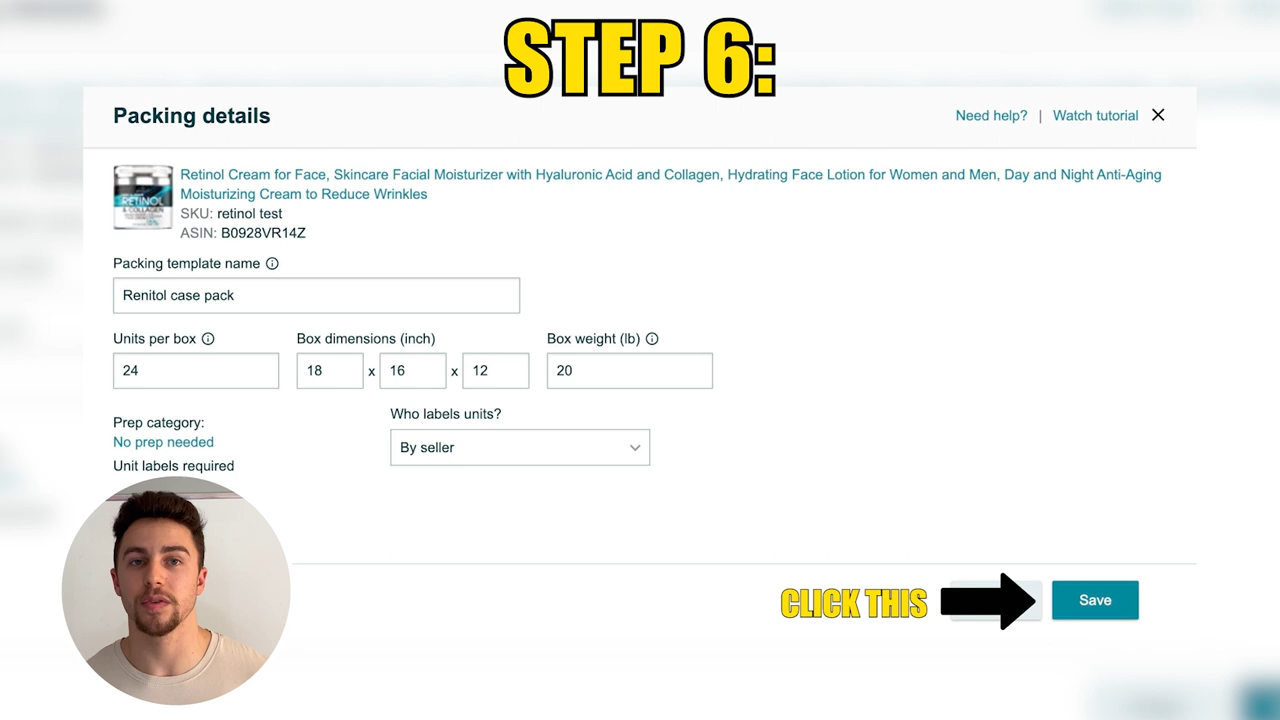 STEP 6:
Packing details
Need help? | Watch tutorial
Retinol Cream for Face, Skincare Facial Moisturizer with Hyaluronic Acid and Collagen, Hydrating Face Lotion for Women and Men, Day and Night Anti-Aging
Moisturizing Cream to Reduce Wrinkles
RETINOL
& COLLAGEN
SKU: retinol test
ASIN: B0928VR14Z
Packing template name
Renitol case pack
Units per box
Box dimensions (inch)
Box weight (lb)
24
18 x 16 x 12
20
Prep category:
No prep needed
Unit labels required
Who labels units?
By seller
CLICK THIS
Save